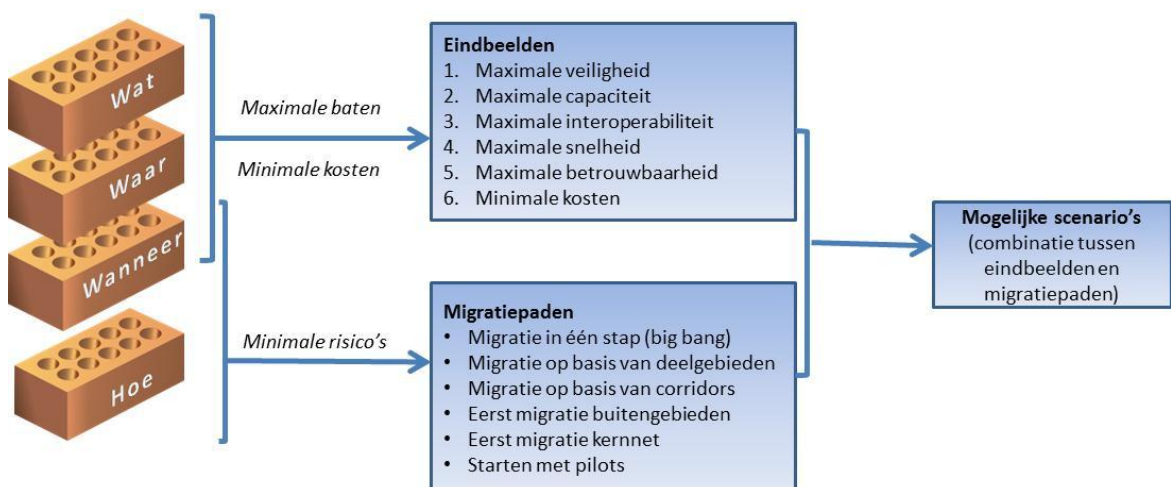 Wat
Waar
Wanneer
Hoe
Maximale baten
Minimale kosten
Minimale risico's
Eindbeelden
1. Maximale veiligheid
2. Maximale capaciteit
3. Maximale interoperabiliteit
4. Maximale snelheid
5. Maximale betrouwbaarheid
6. Minimale kosten
Migratiepaden
• Migratie in één stap (big bang)
• Migratie op basis van deelgebieden
• Migratie op basis van corridors
• Eerst migratie buitengebieden
• Eerst migratie kernnet
• Starten met pilots
Mogelijke scenario's
(combinatie tussen
eindbeelden en
migratiepaden)